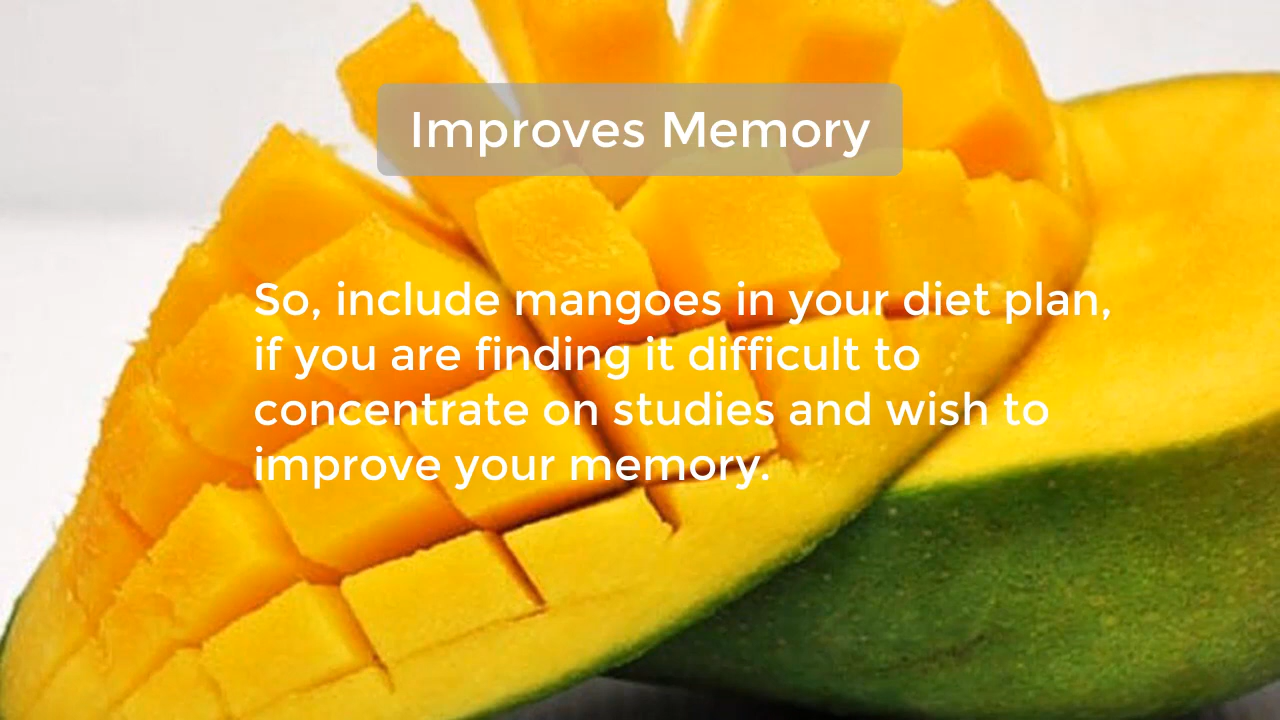 Improves Memory
So, include mangoes in your diet plan,
if you are finding it difficult to
concentrate on studies and wish to
improve your memory.